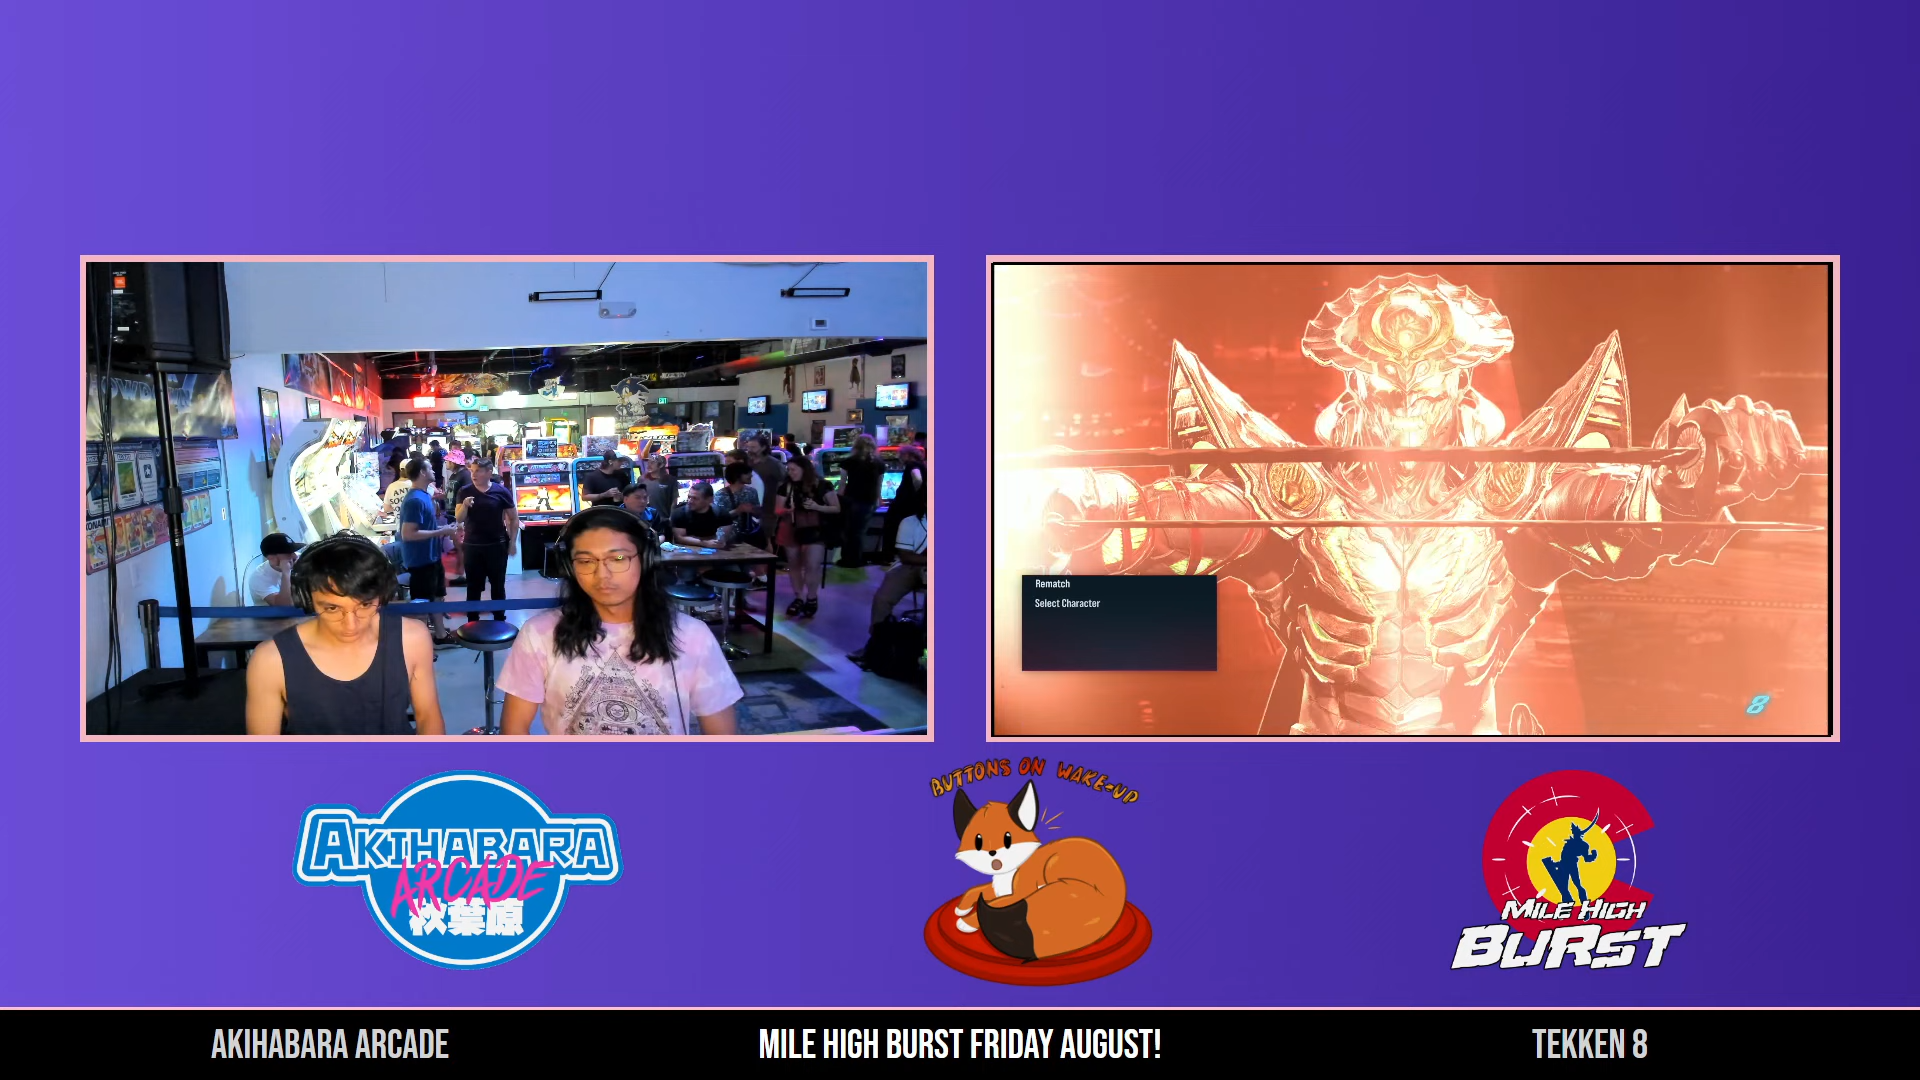 Rematch
Select Character
8
BUTTONS ON WAKE-UP
AKIHABARA
ARCADE
秋葉原
MILE HIGH
BURST
AKIHABARA ARCADE
MILE HIGH BURST FRIDAY AUGUST!
TEKKEN 8